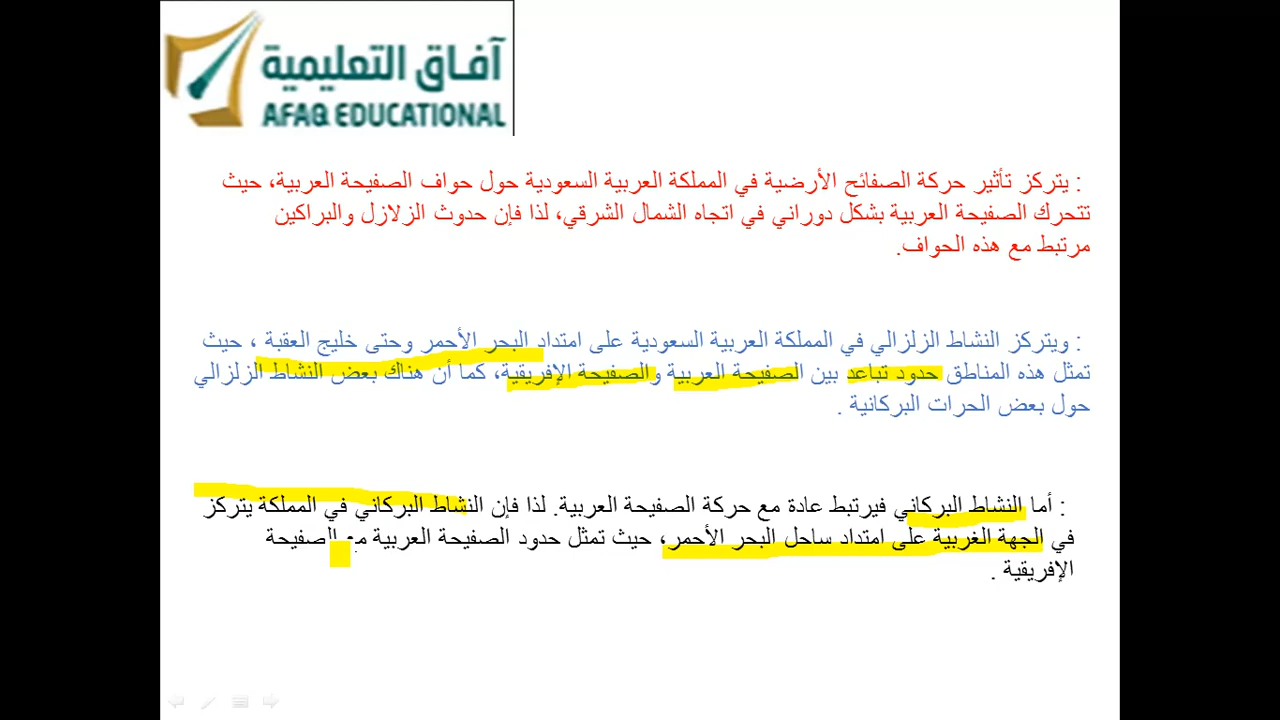 آفاق التعليمية
AFAQ EDUCATIONAL
: يتركز تأثير حركة الصفائح الأرضية في المملكة العربية السعودية حول حواف الصفيحة العربية، حيث
تتحرك الصفيحة العربية بشكل دوراني في اتجاه الشمال الشرقي، لذا فإن حدوث الزلازل والبراكين
مرتبط مع هذه الحواف.
: ويتركز النشاط الزلزالي في المملكة العربية السعودية على امتداد البحر الأحمر وحتى خليج العقبة ، حيث
تمثل هذه المناطق حدود تباعد بين الصفيحة العربية والصفيحة الإفريقية، كما أن هناك بعض النشاط الزلزالي
حول بعض الحرات البركانية .
: أما النشاط البركاني فيرتبط عادة مع حركة الصفيحة العربية. لذا فإن النشاط البركاني في المملكة يتركز
في الجهة الغربية على امتداد ساحل البحر الأحمر، حيث تمثل حدود الصفيحة العربية مع الصفيحة
الإفريقية .